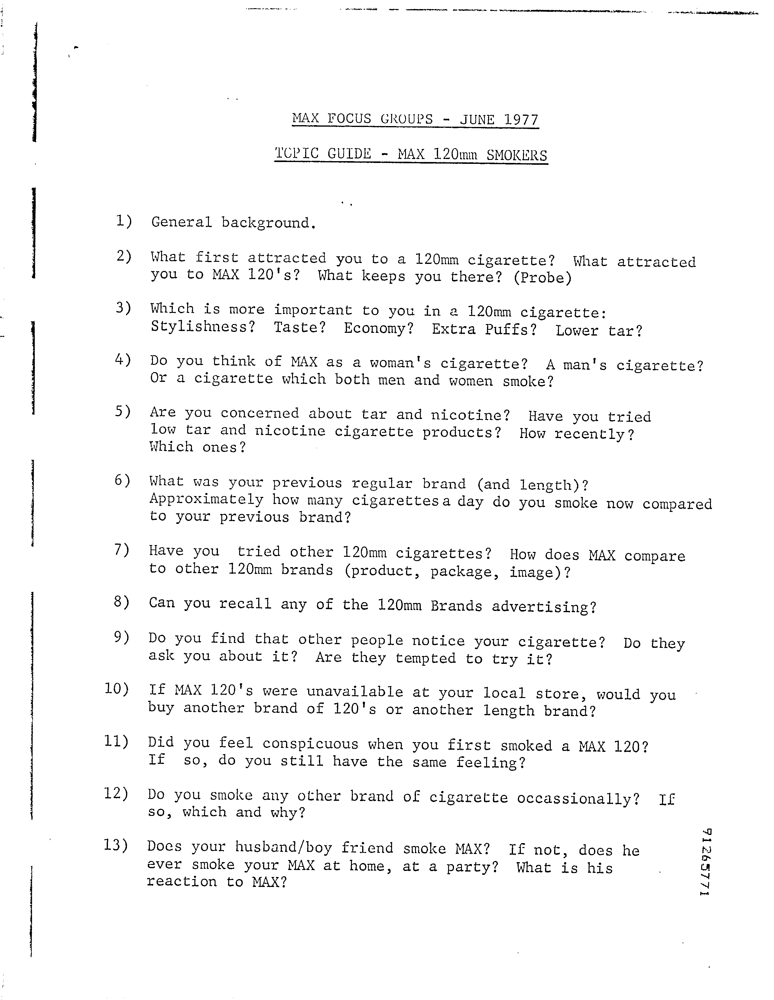 MAX FOCUS GROUPS - JUNE 1977
TOPIC GUIDE - MAX 120mm SMOKERS
1) General background.
2) What first attracted you to a 120mm cigarette? What attracted
you to MAX 120's? What keeps you there? (Probe)
3) Which is more important to you in a 120mm cigarette:
Stylishness? Taste? Economy? Extra Puffs? Lower tar?
4) Do you think of MAX as a woman's cigarette? A man's cigarette?
Or a cigarette which both men and women smoke?
5) Are you concerned about tar and nicotine? Have you tried
low tar and nicotine cigarette products? How recently?
Which ones?
6) What was your previous regular brand (and length)?
Approximately how many cigarettes a day do you smoke now compared
to your previous brand?
7) Have you tried other 120mm cigarettes? How does MAX compare
to other 120mm brands (product, package, image)?
8) Can you recall any of the 120mm Brands advertising?
9) Do you find that other people notice your cigarette? Do they
ask you about it? Are they tempted to try it?
10) If MAX 120's were unavailable at your local store, would you
buy another brand of 120's or another length brand?
11) Did you feel conspicuous when you first smoked a MAX 120?
If so, do you still have the same feeling?
12) Do you smoke any other brand of cigarette occassionally? If
so, which and why?
13) Does your husband/boy friend smoke MAX? If not, does he
ever smoke your MAX at home, at a party? What is his
reaction to MAX?
91265771